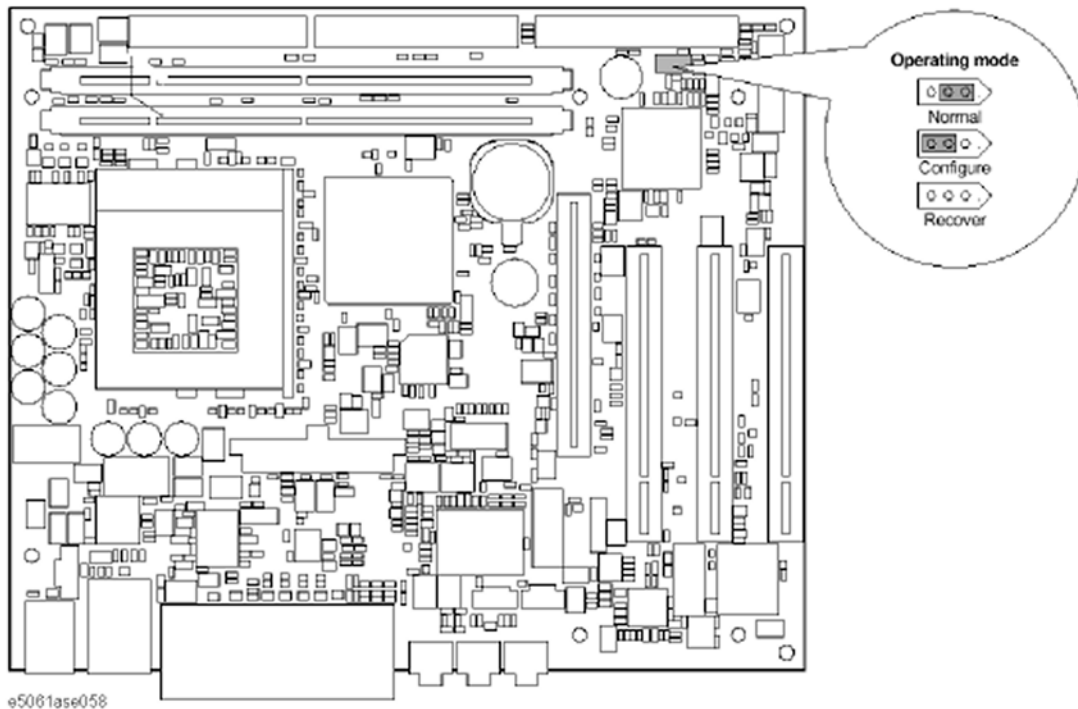 Operating mode
Normal
Configure
Recover
e5061ase058